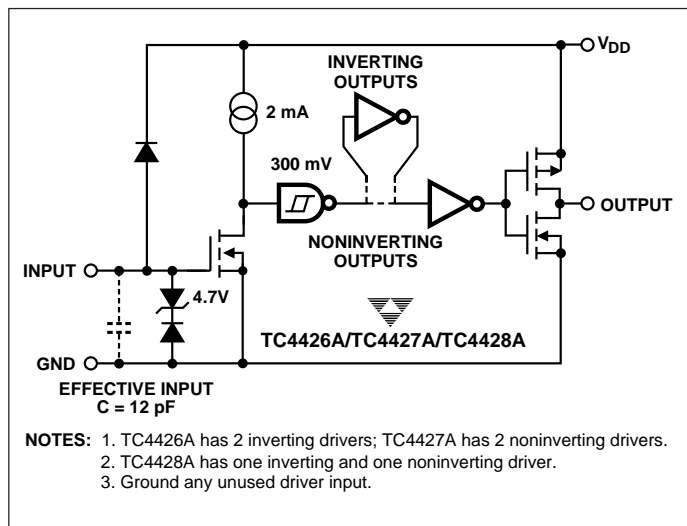 VDD
INVERTING
OUTPUTS
2 mA
300 mV
OUTPUT
NONINVERTING
OUTPUTS
INPUT
4.7V
TC4426A/TC4427A/TC4428A
GND
EFFECTIVE INPUT
C = 12 pF
NOTES: 1. TC4426A has 2 inverting drivers; TC4427A has 2 noninverting drivers.
2. TC4428A has one inverting and one noninverting driver.
3. Ground any unused driver input.